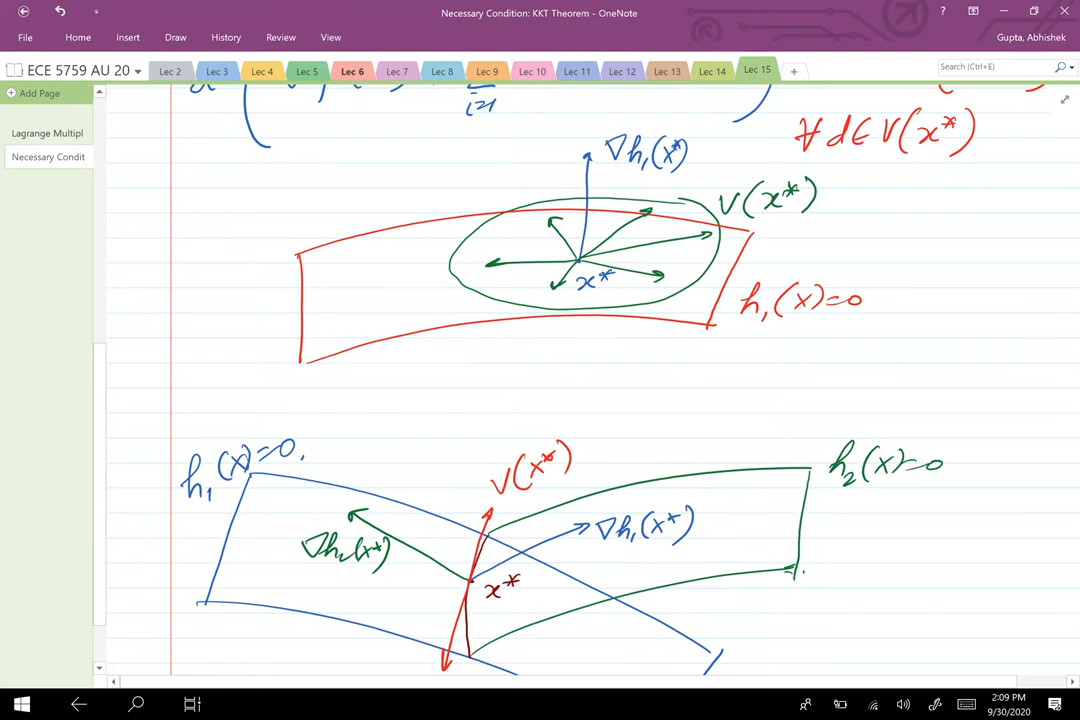 Necessary Condition: KKT Theorem - OneNote
? Gupta, Abhishek
File Home Insert Draw History Review View
ECE 5759 AU 20 Lec 2 Lec 3 Lec 4 Lec 5 Lec 6 Lec 7 Lec 8 Lec 9 Lec 10 Lec 11 Lec 12 Lec 13 Lec 14 Lec 15 + Search (Ctrl+E)
Add Page
Lagrange Multipl
Necessary Condit
i=1
∀ d ∈ V(x*)
∇h₁(x*)
V(x*)
x*
h₁(x)=0
h₁(x)=0.
V(x*)
h₂(x)=0
∇h₂(x*)
∇h₁(x*)
x*
2:09 PM
9/30/2020